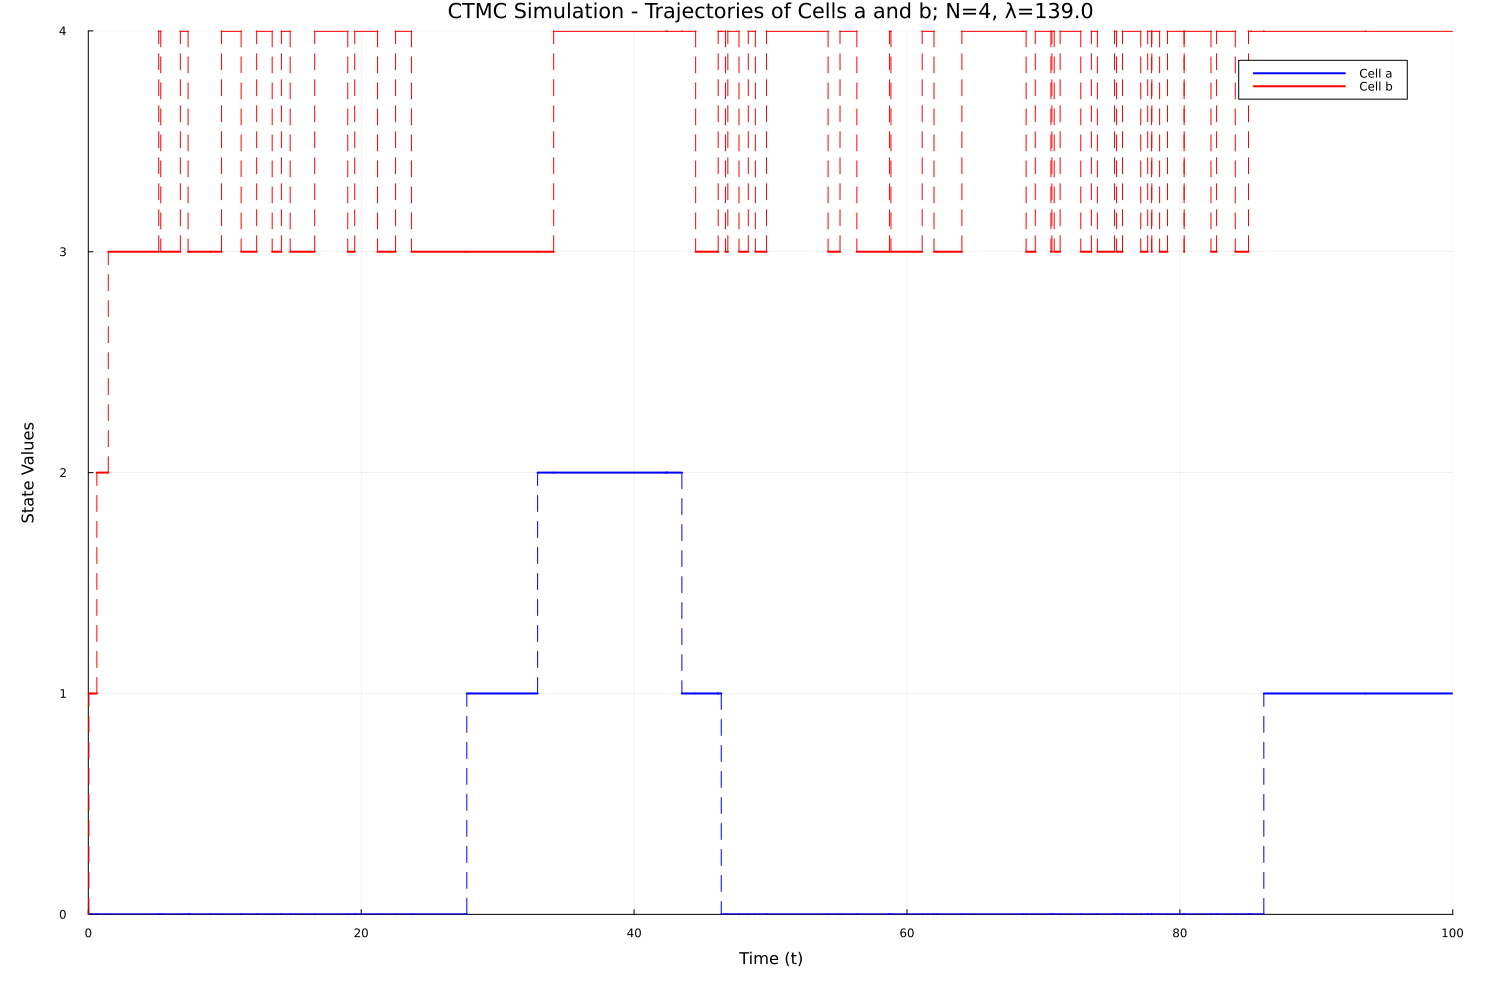 CTMC Simulation - Trajectories of Cells a and b; N=4, λ=139.0
4
Cell a
Cell b
3
State Values
2
1
0
0 20 40 60 80 100
Time (t)